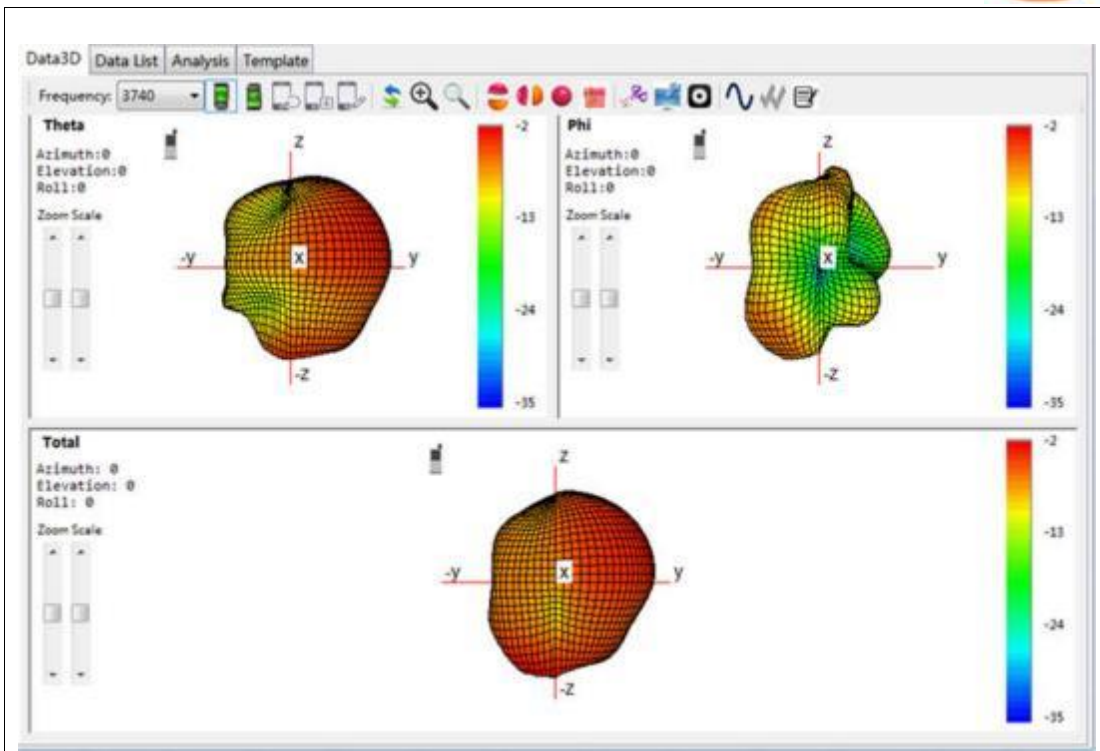 Data3D Data List Analysis Template
Frequency: 3740
Theta
Azimuth:0
Elevation:0
Roll:0
Zoom Scale
z
-y
x
y
-z
-2
-13
-24
-35
Phi
Azimuth:0
Elevation:0
Roll:0
Zoom Scale
z
-y
x
y
-z
-2
-13
-24
-35
Total
Azimuth: 0
Elevation: 0
Roll: 0
Zoom Scale
z
-y
x
y
-z
-2
-13
-24
-35